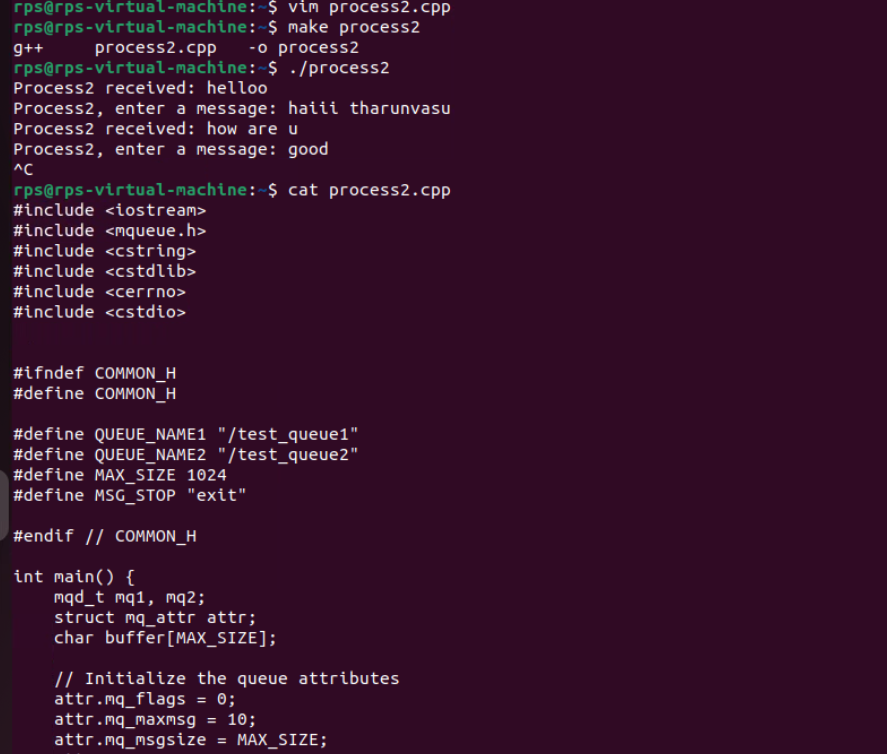 rps@rps-virtual-machine:~$ vim process2.cpp
rps@rps-virtual-machine:~$ make process2
g++     process2.cpp   -o process2
rps@rps-virtual-machine:~$ ./process2
Process2 received: helloo
Process2, enter a message: haiii tharunvasu
Process2 received: how are u
Process2, enter a message: good
^C
rps@rps-virtual-machine:~$ cat process2.cpp
#include <iostream>
#include <mqueue.h>
#include <cstring>
#include <cstdlib>
#include <cerrno>
#include <cstdio>
#ifndef COMMON_H
#define COMMON_H
#define QUEUE_NAME1 "/test_queue1"
#define QUEUE_NAME2 "/test_queue2"
#define MAX_SIZE 1024
#define MSG_STOP "exit"
#endif // COMMON_H
int main() {
    mqd_t mq1, mq2;
    struct mq_attr attr;
    char buffer[MAX_SIZE];
    // Initialize the queue attributes
    attr.mq_flags = 0;
    attr.mq_maxmsg = 10;
    attr.mq_msgsize = MAX_SIZE;